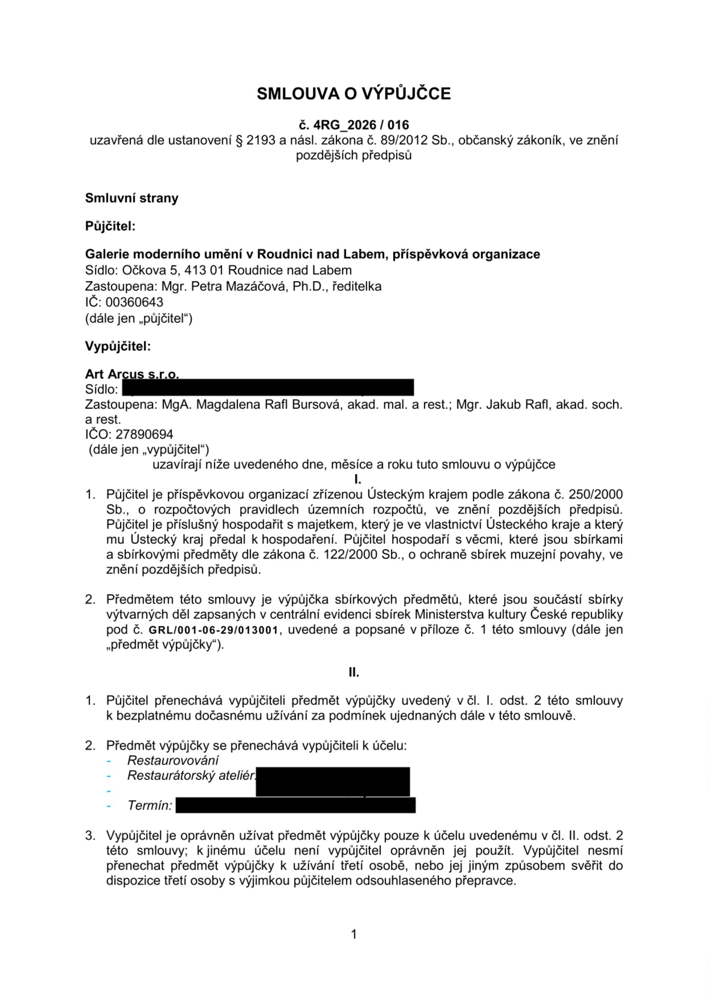 SMLOUVA O VÝPŮJČCE
č. 4RG_2026 / 016
uzavřená dle ustanovení § 2193 a násl. zákona č. 89/2012 Sb., občanský zákoník, ve znění
pozdějších předpisů
Smluvní strany
Půjčitel:
Galerie moderního umění v Roudnici nad Labem, příspěvková organizace
Sídlo: Očkova 5, 413 01 Roudnice nad Labem
Zastoupena: Mgr. Petra Mazáčová, Ph.D., ředitelka
IČ: 00360643
(dále jen „půjčitel“)
Vypůjčitel:
Art Arcus s.r.o.
Sídlo:
Zastoupena: MgA. Magdalena Rafl Bursová, akad. mal. a rest.; Mgr. Jakub Rafl, akad. soch.
a rest.
IČO: 27890694
(dále jen „vypůjčitel“)
uzavírají níže uvedeného dne, měsíce a roku tuto smlouvu o výpůjčce
I.
1. Půjčitel je příspěvkovou organizací zřízenou Ústeckým krajem podle zákona č. 250/2000
Sb., o rozpočtových pravidlech územních rozpočtů, ve znění pozdějších předpisů.
Půjčitel je příslušný hospodařit s majetkem, který je ve vlastnictví Ústeckého kraje a který
mu Ústecký kraj předal k hospodaření. Půjčitel hospodaří s věcmi, které jsou sbírkami
a sbírkovými předměty dle zákona č. 122/2000 Sb., o ochraně sbírek muzejní povahy, ve
znění pozdějších předpisů.
2. Předmětem této smlouvy je výpůjčka sbírkových předmětů, které jsou součástí sbírky
výtvarných děl zapsaných v centrální evidenci sbírek Ministerstva kultury České republiky
pod č. GRL/001-06-29/013001, uvedené a popsané v příloze č. 1 této smlouvy (dále jen
„předmět výpůjčky“).
II.
1. Půjčitel přenechává vypůjčiteli předmět výpůjčky uvedený v čl. I. odst. 2 této smlouvy
k bezplatnému dočasnému užívání za podmínek ujednaných dále v této smlouvě.
2. Předmět výpůjčky se přenechává vypůjčiteli k účelu:
- Restaurovování
- Restaurátorský ateliér:
-
- Termín:
3. Vypůjčitel je oprávněn užívat předmět výpůjčky pouze k účelu uvedenému v čl. II. odst. 2
této smlouvy; k jinému účelu není vypůjčitel oprávněn jej použít. Vypůjčitel nesmí
přenechat předmět výpůjčky k užívání třetí osobě, nebo jej jiným způsobem svěřit do
dispozice třetí osoby s výjimkou půjčitelem odsouhlaseného přepravce.
1